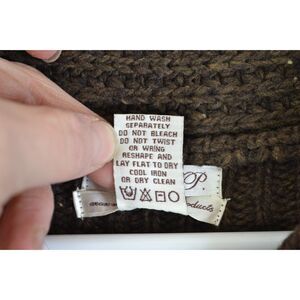 HAND WASH
SEPARATELY
DO NOT BLEACH
DO NOT TWIST
OR WRING
RESHAPE AND
LAY FLAT TO DRY
COOL IRON
OR DRY CLEAN
P.